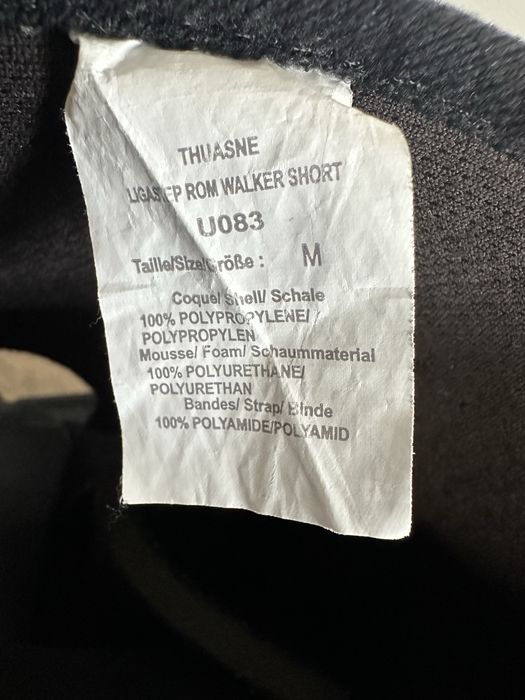 THUASNE
LIGASTEP ROM WALKER SHORT
U083
Taille/Size/Größe : M
Coque/ Shell/ Schale
100% POLYPROPYLENE/
POLYPROPYLEN
Mousse/ Foam/ Schaummaterial
100% POLYURETHANE/
POLYURETHAN
Bandes/ Strap/ Binde
100% POLYAMIDE/POLYAMID